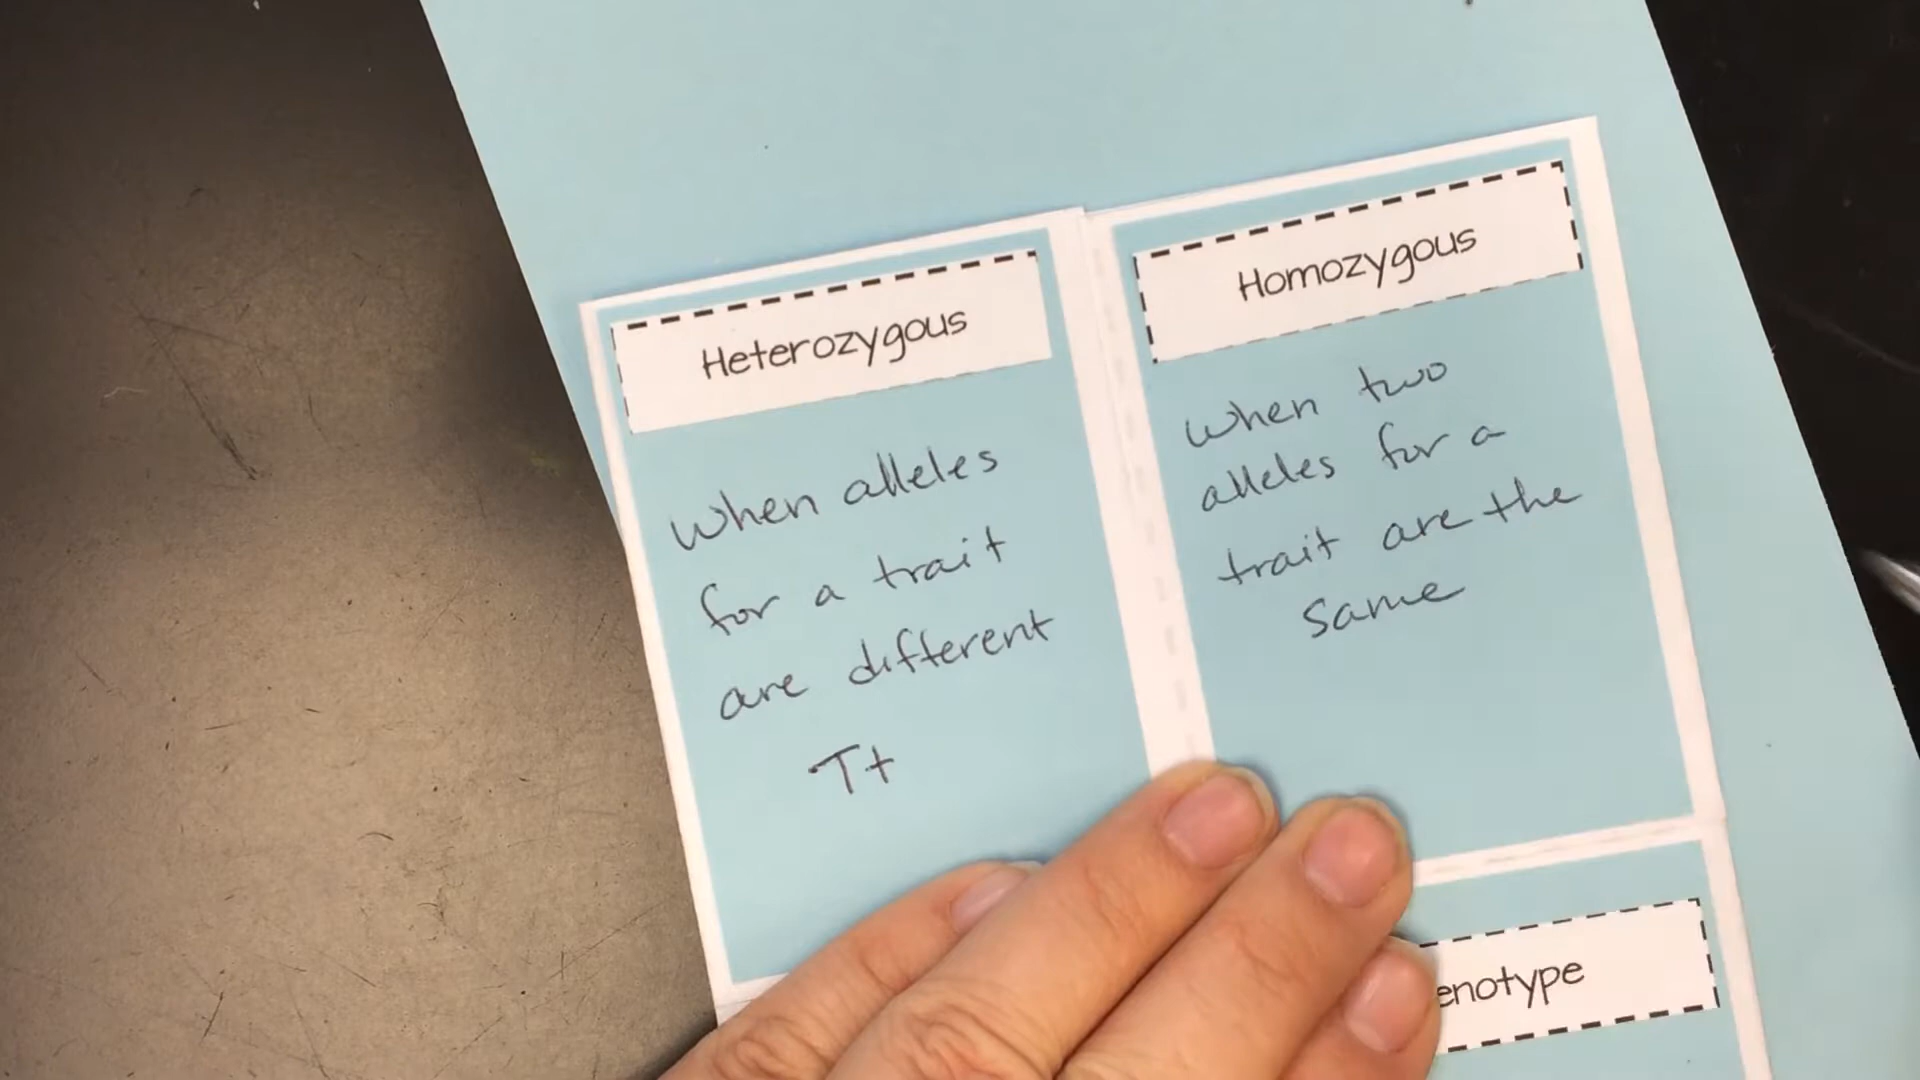 Heterozygous
When alleles
for a trait
are different
Tt
Homozygous
When two
alleles for a
trait are the
same
enotype